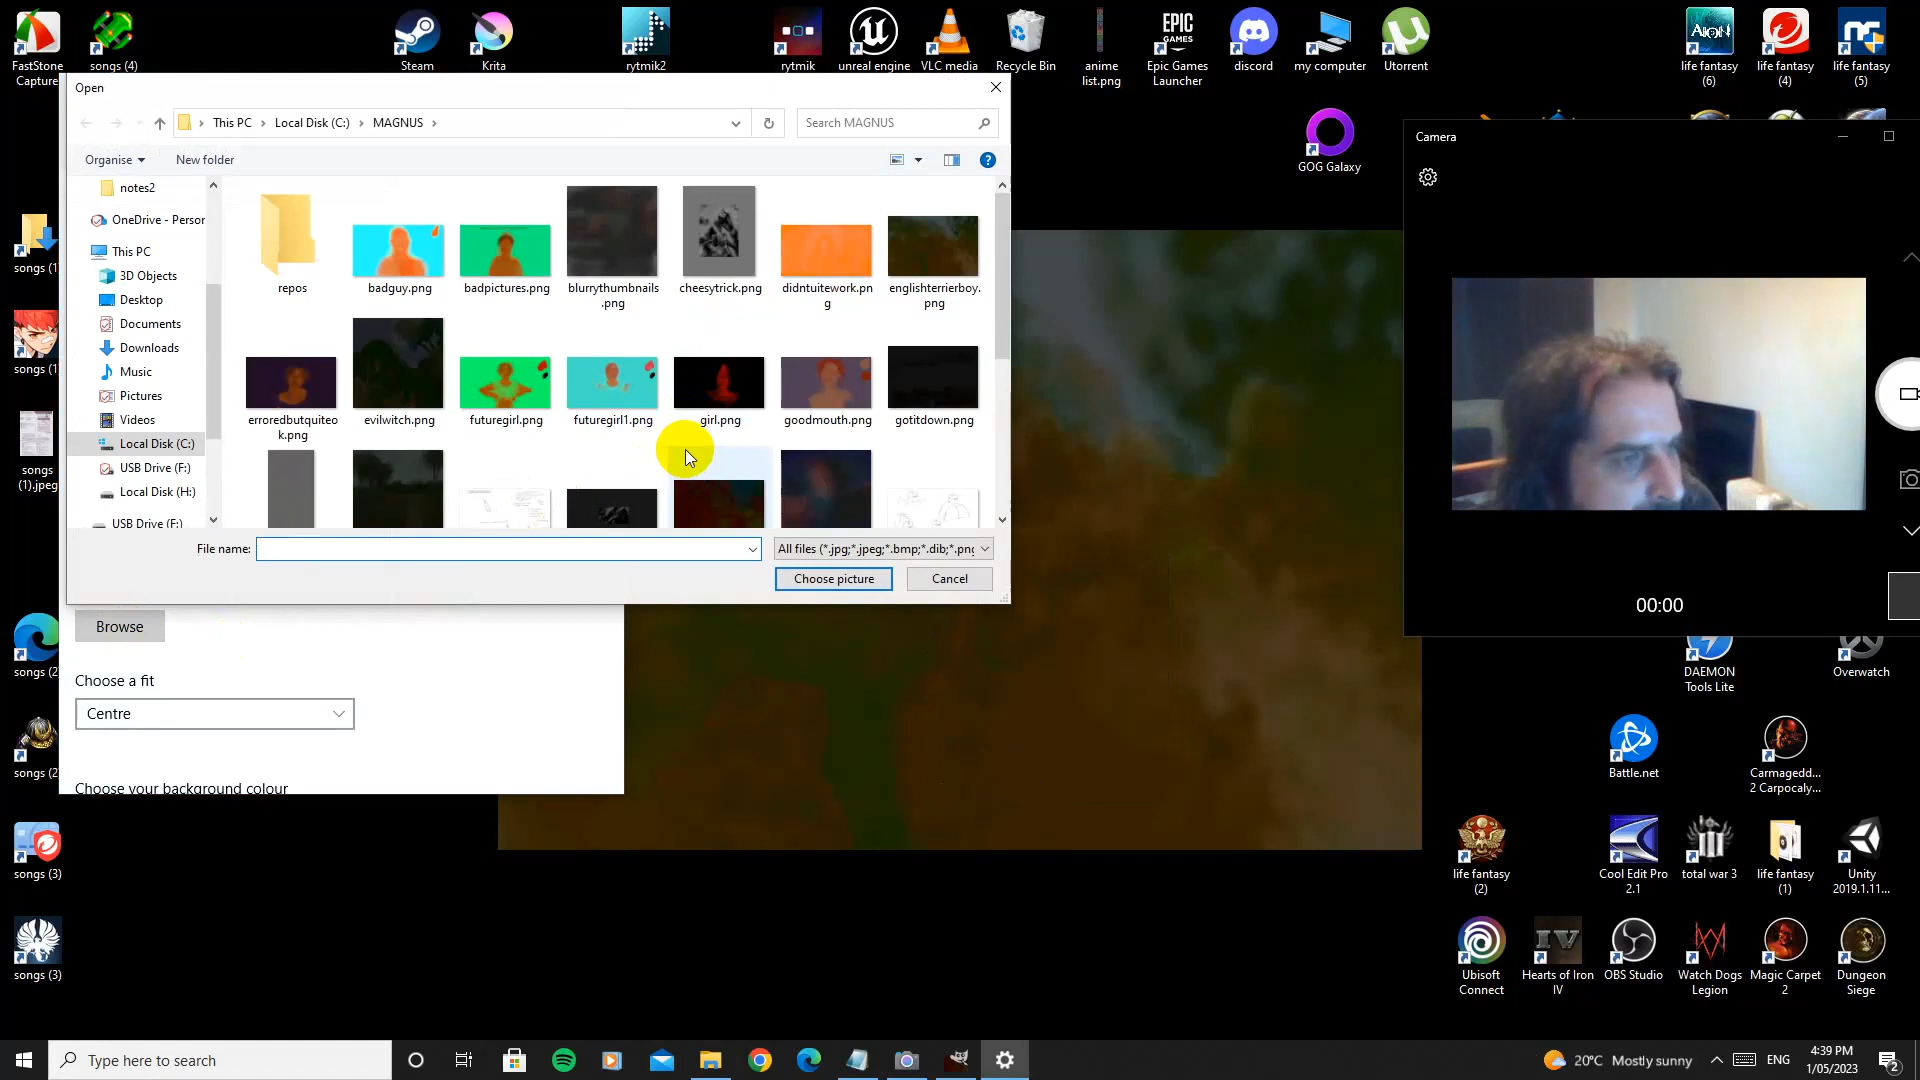 FastStone
Capture
songs (4)
Steam
Krita
rytmik2
rytmik
unreal engine
VLC media
Recycle Bin
anime
list.png
EPIC
GAMES
Epic Games
Launcher
discord
my computer
Utorrent
AION
life fantasy
(6)
life fantasy
(4)
life fantasy
(5)
Open
This PC
Local Disk (C:)
MAGNUS
Search MAGNUS
Organise
New folder
notes2
OneDrive - Person
This PC
3D Objects
Desktop
Documents
Downloads
Music
Pictures
Videos
Local Disk (C:)
USB Drive (F:)
Local Disk (H:)
USB Drive (F:)
repos
badguy.png
badpictures.png
blurrythumbnails
.png
cheesytrick.png
didntuitework.pn
g
englishterrierboy.
png
erroredbutquiteo
k.png
evilwitch.png
futuregirl.png
futuregirl1.png
girl.png
goodmouth.png
gotitdown.png
File name:
All files (*.jpg;*.jpeg;*.bmp;*.dib;*.pn
Choose picture
Cancel
Browse
Choose a fit
Centre
Choose your background colour
GOG Galaxy
Camera
00:00
songs (1)
songs (1)
songs
(1).jpeg
songs (2)
songs (2)
songs (3)
songs (3)
DAEMON
Tools Lite
Overwatch
Battle.net
Carmagedd...
2 Carpocaly...
life fantasy
(2)
Cool Edit Pro
2.1
total war 3
life fantasy
(1)
Unity
2019.1.11...
Ubisoft
Connect
IV
Hearts of Iron
IV
OBS Studio
Watch Dogs
Legion
Magic Carpet
2
Dungeon
Siege
Type here to search
20°C Mostly sunny
ENG
4:39 PM
1/05/2023
2